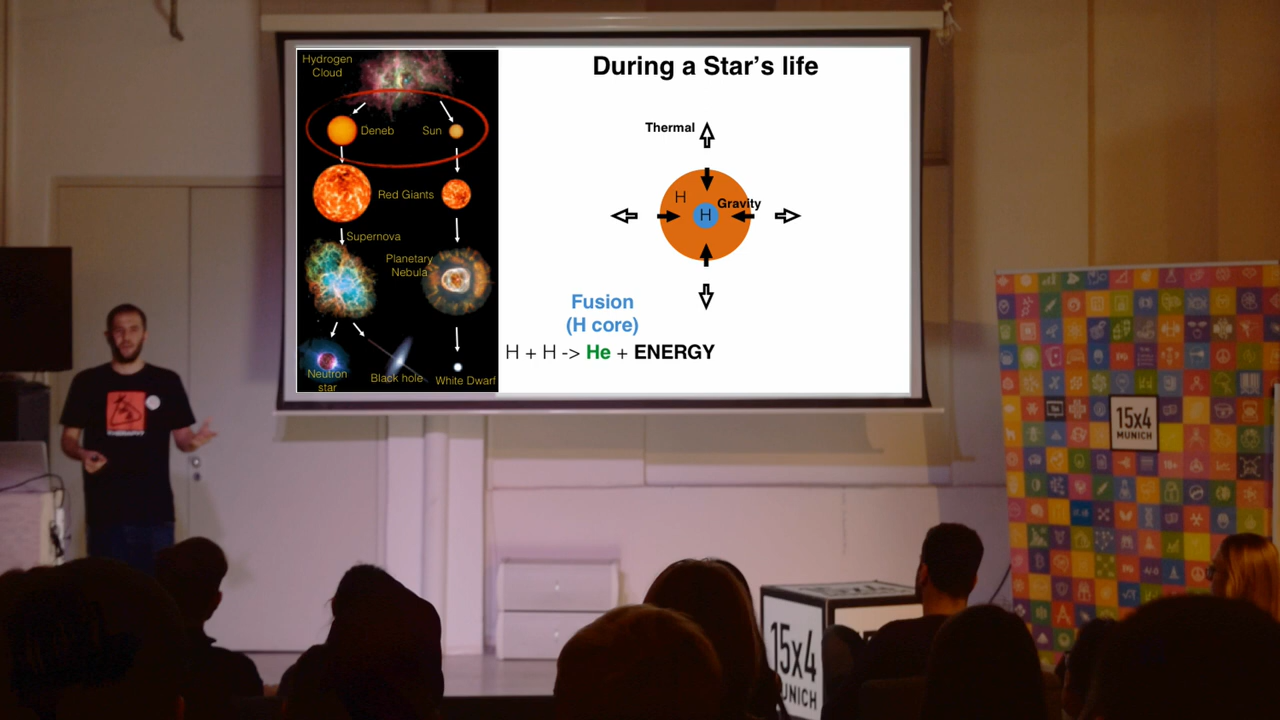 Hydrogen
Cloud
Deneb
Sun
Red Giants
Supernova
Planetary
Nebula
Neutron
star
Black hole
White Dwarf
During a Star's life
Thermal
H
Gravity
H
Fusion
(H core)
H + H -> He + ENERGY
15x4
MUNICH
15x4
MUNICH